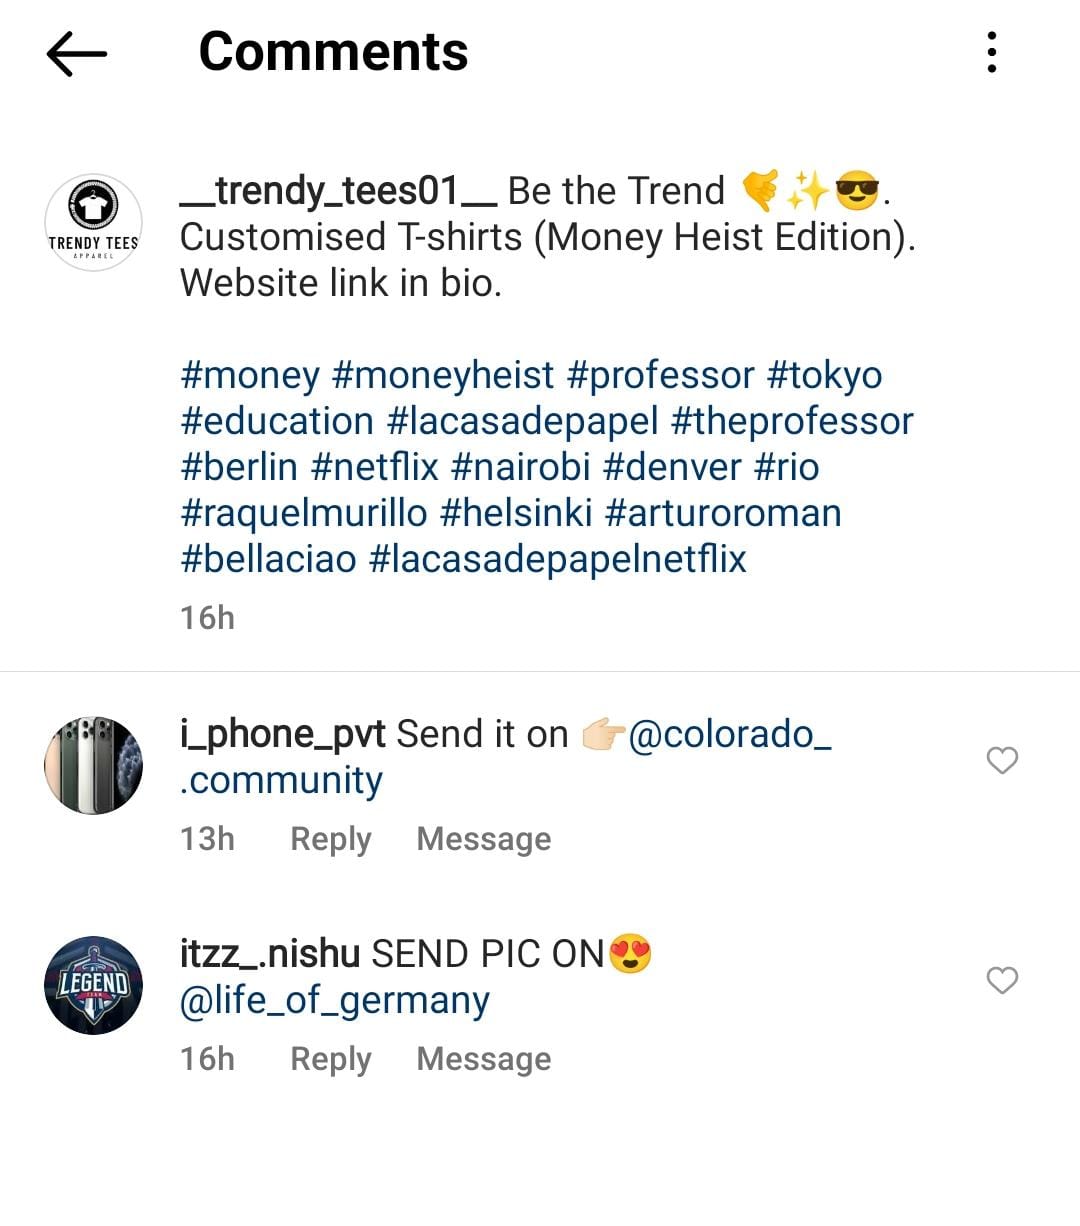 Comments
__trendy_tees01__ Be the Trend 🤙✨😎.
TRENDY TEES
APPAREL
Customised T-shirts (Money Heist Edition).
Website link in bio.
#money #moneyheist #professor #tokyo
#education #lacasadepapel #theprofessor
#berlin #netflix #nairobi #denver #rio
#raquelmurillo #helsinki #arturoroman
#bellaciao #lacasadepapelnetflix
16h
i_phone_pvt Send it on 👉🏻@colorado_
.community
13h Reply Message
itzz_.nishu SEND PIC ON😍
@life_of_germany
LEGEND
TEAM
16h Reply Message